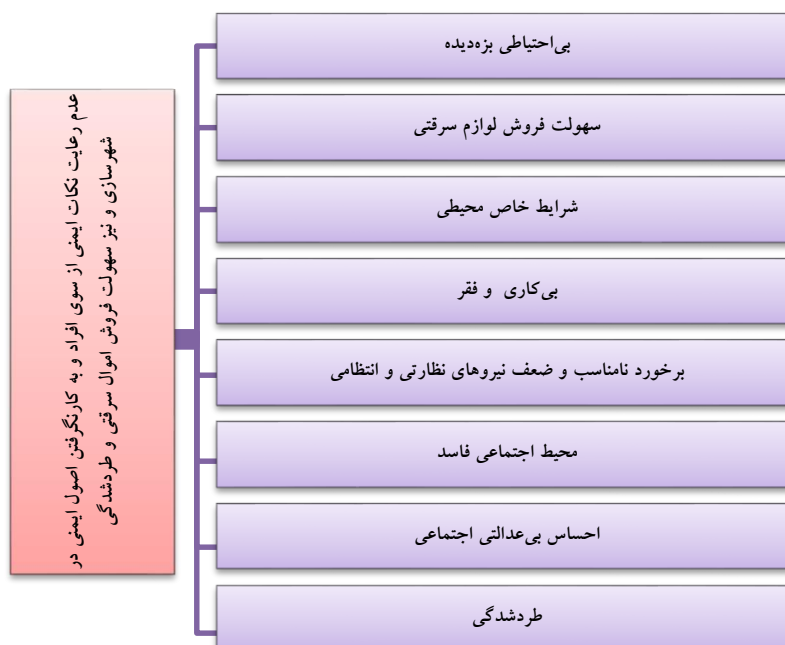 عدم رعایت نکات ایمنی از سوی افراد و به کارنگرفتن اصول ایمنی در
شهرسازی و نیز سهولت فروش اموال سرقتی و طردشدگی
بی‌احتیاطی بزه‌دیده
سهولت فروش لوازم سرقتی
شرایط خاص محیطی
بی‌کاری و فقر
برخورد نامناسب و ضعف نیروهای نظارتی و انتظامی
محیط اجتماعی فاسد
احساس بی‌عدالتی اجتماعی
طردشدگی